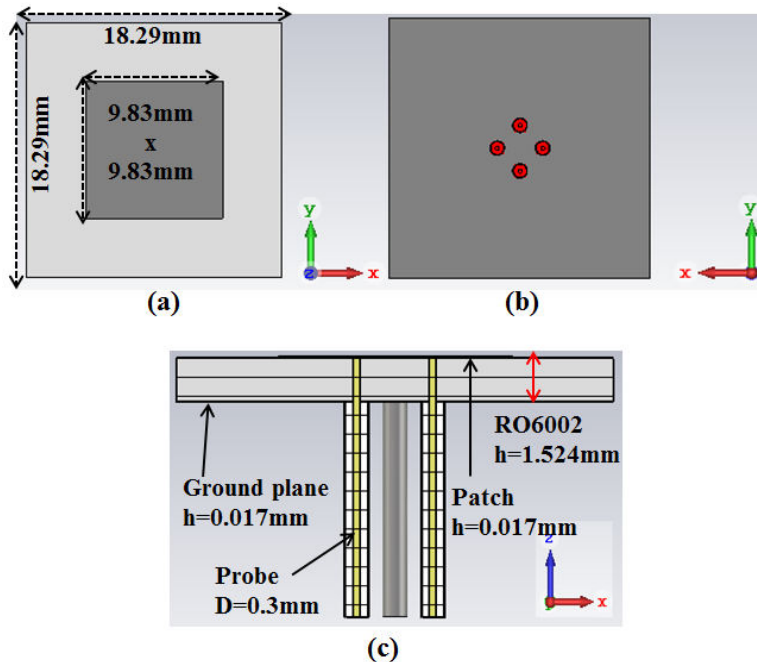 18.29mm
18.29mm
9.83mm
x
9.83mm
y
x
z
(a)
y
x
(b)
RO6002
h=1.524mm
Ground plane
h=0.017mm
Patch
h=0.017mm
Probe
D=0.3mm
z
x
(c)